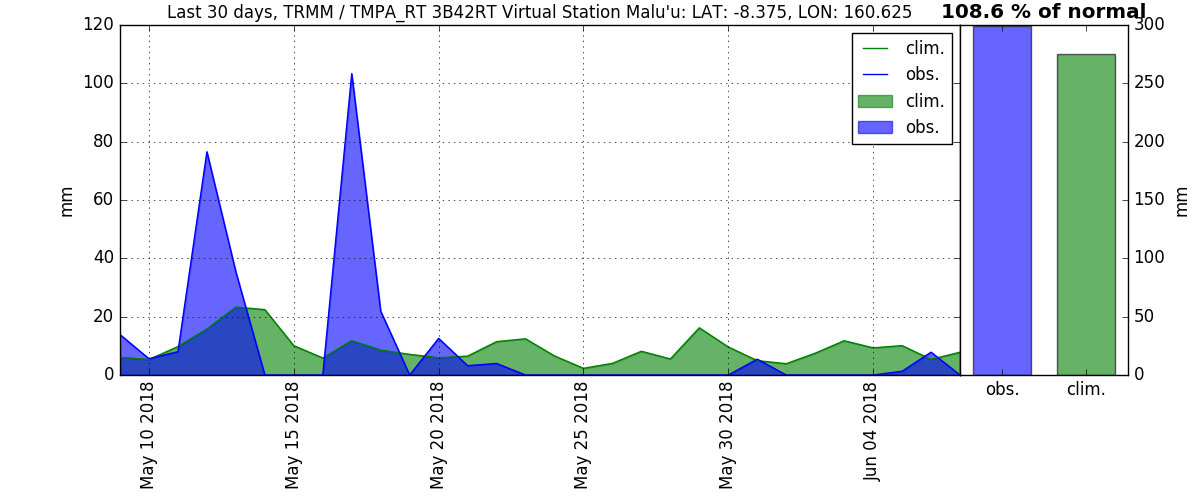 Last 30 days, TRMM / TMPA_RT 3B42RT Virtual Station Malu'u: LAT: -8.375, LON: 160.625
108.6 % of normal
clim.
obs.
clim.
obs.
mm
120
100
80
60
40
20
0
May 10 2018
May 15 2018
May 20 2018
May 25 2018
May 30 2018
Jun 04 2018
300
250
200
150
100
50
0
mm
obs.
clim.